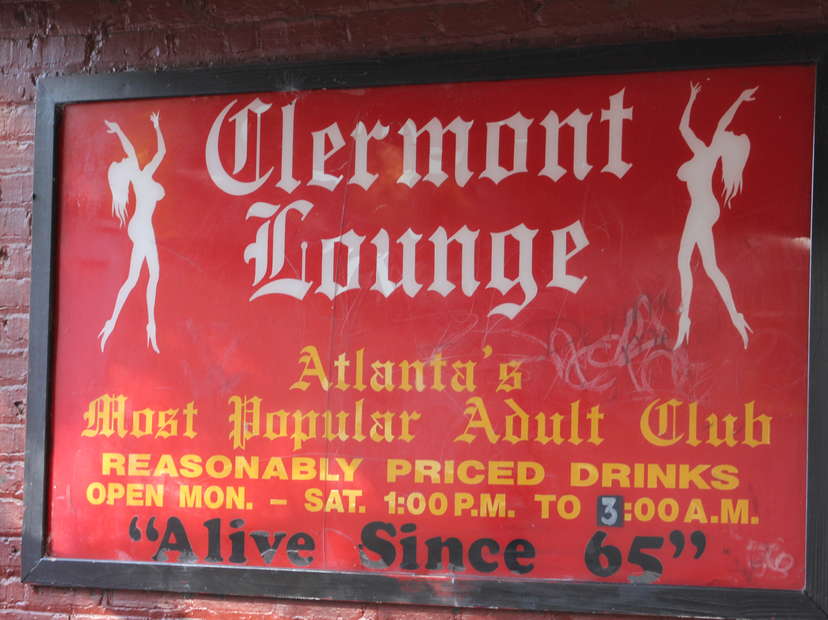 Clermont
Lounge
Atlanta's
Most Popular Adult Club
REASONABLY PRICED DRINKS
OPEN MON. – SAT. 1:00 P.M. TO 3:00 A.M.
"Alive Since 65"